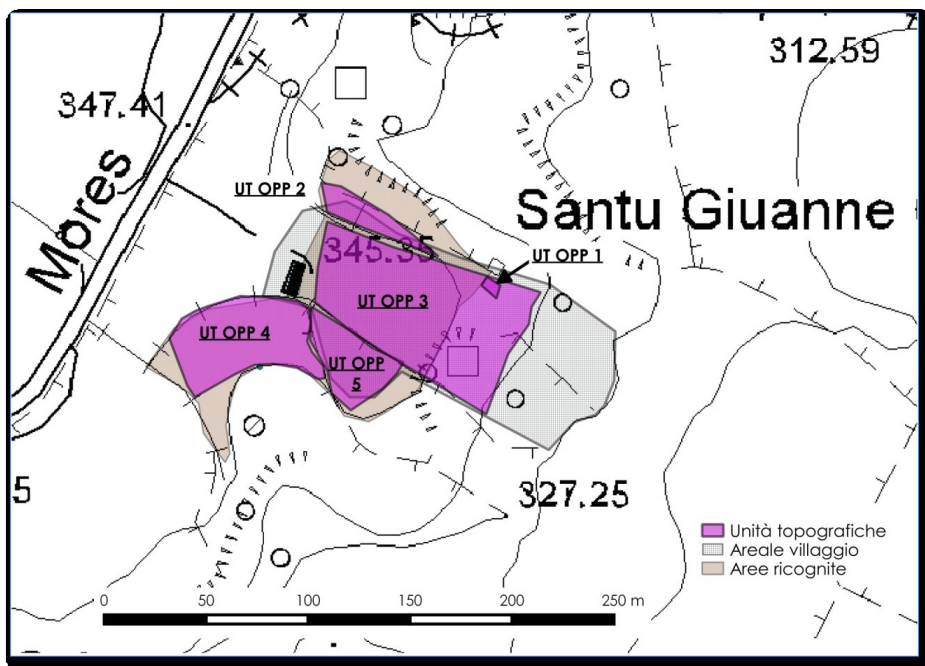 312.59
347.41
Mores
UT OPP 2
Santu Giuanne
345.35
UT OPP 1
UT OPP 3
UT OPP 4
UT OPP
5
5
327.25
Unità topografiche
Areale villaggio
Aree ricognite
0 50 100 150 200 250 m